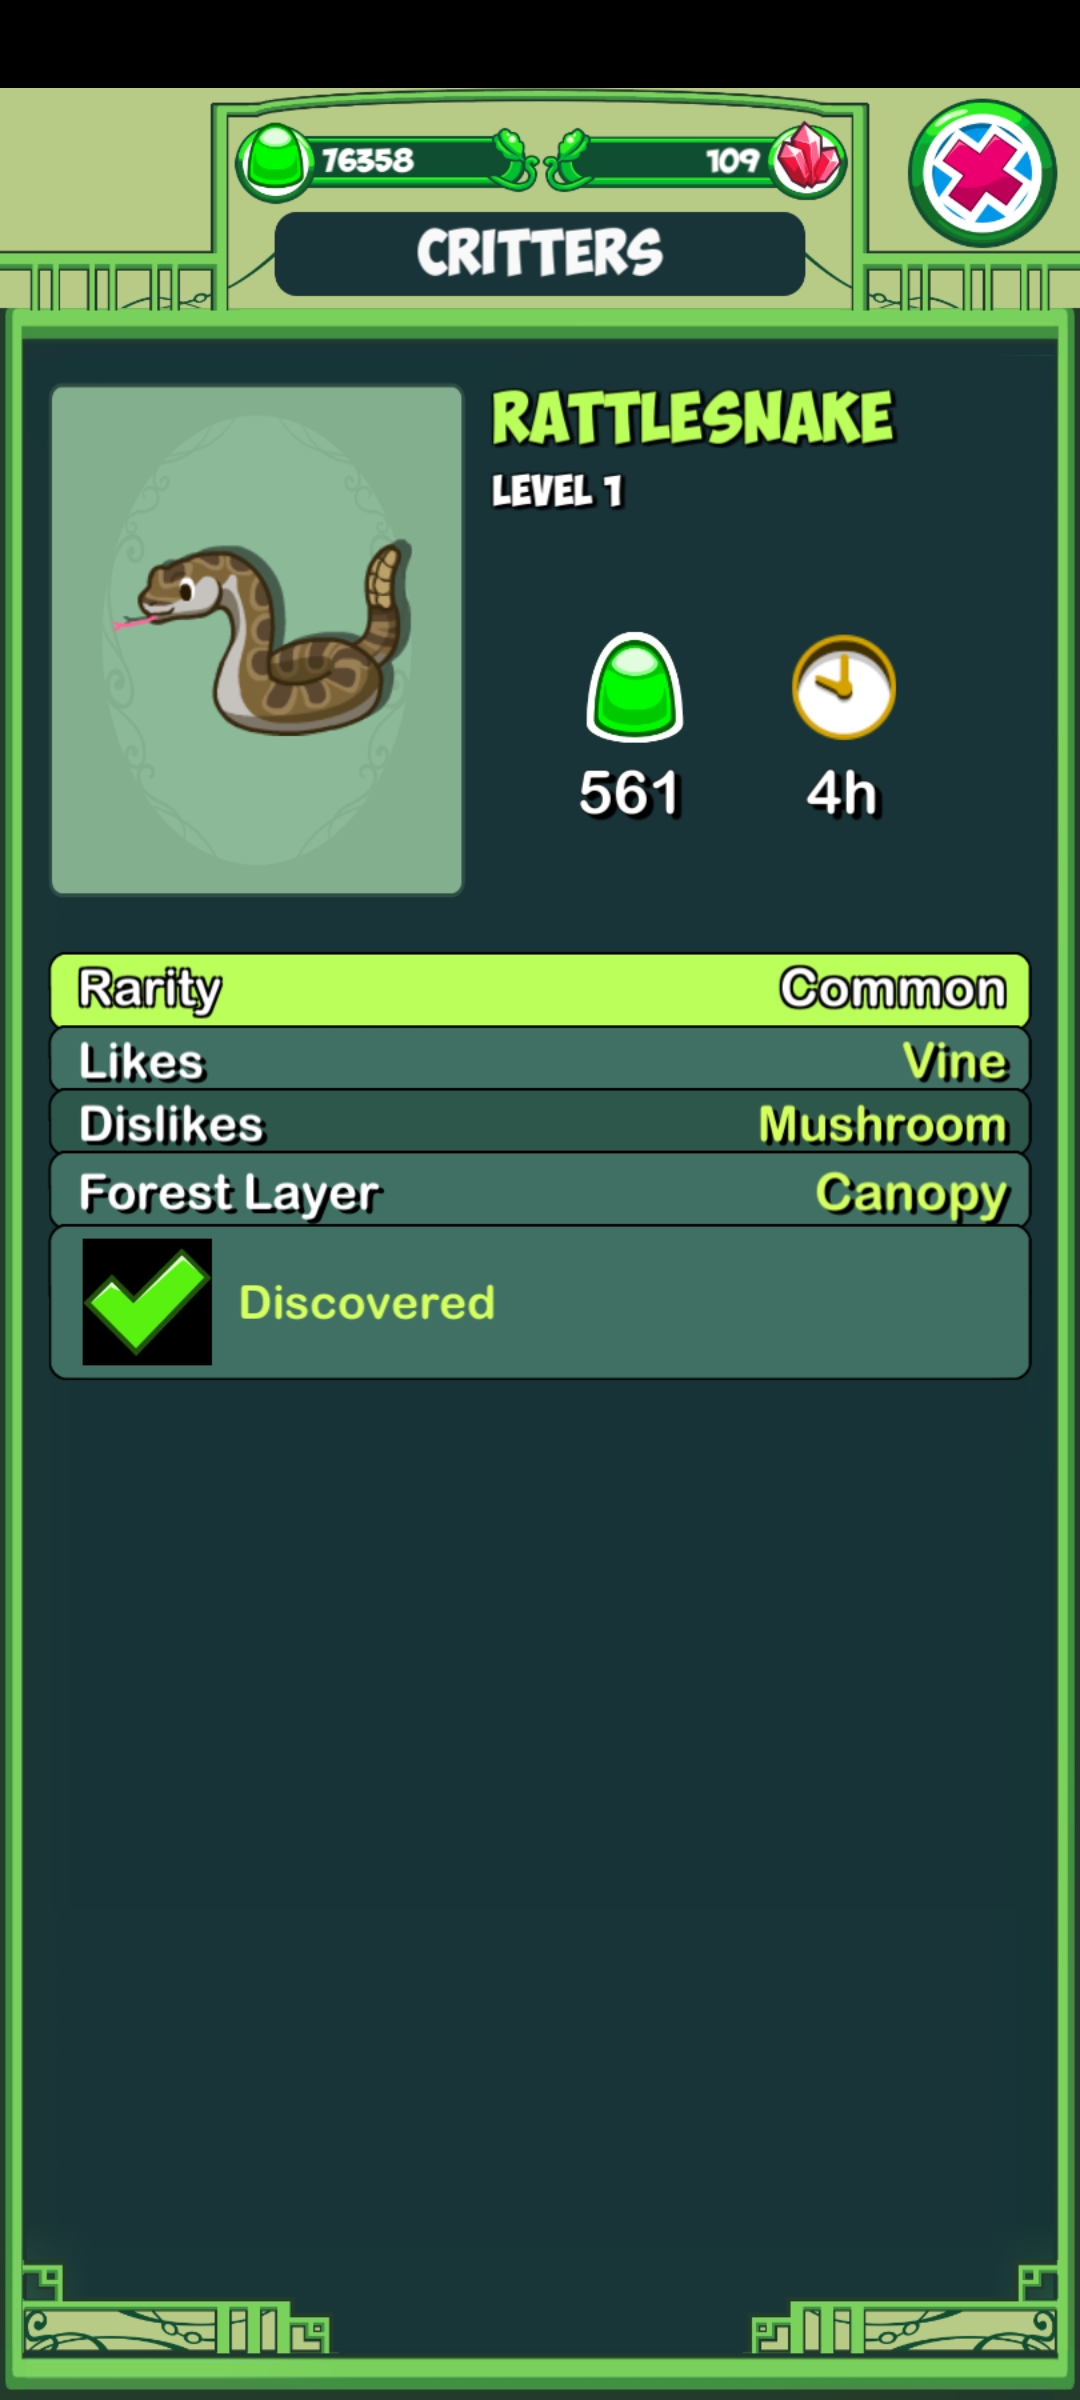 76358
109
CRITTERS
RATTLESNAKE
LEVEL 1
561
4h
Rarity Common
Likes Vine
Dislikes Mushroom
Forest Layer Canopy
Discovered